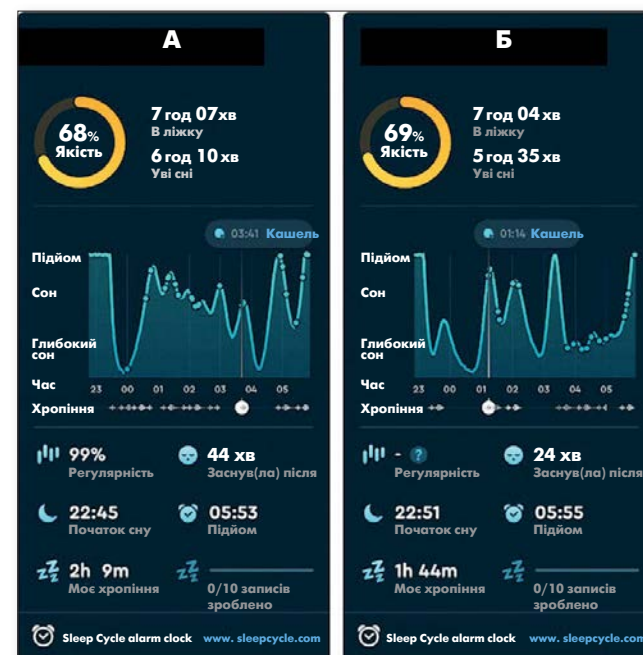 А
68%
Якість
7 год 07хв
В ліжку
6 год 10 хв
Уві сні
03:41 Кашель
Підйом
Сон
Глибокий
сон
Час
23 00 01 02 03 04 05
Хропіння
99%
Регулярність
44 хв
Заснув(ла) після
22:45
Початок сну
05:53
Підйом
2h 9m
Моє хропіння
0/10 записів
зроблено
Sleep Cycle alarm clock www. sleepcycle.com
Б
69%
Якість
7 год 04 хв
В ліжку
5 год 35 хв
Уві сні
01:14 Кашель
Підйом
Сон
Глибокий
сон
Час
23 00 01 02 03 04 05
Хропіння
- ?
Регулярність
24 хв
Заснув(ла) після
22:51
Початок сну
05:55
Підйом
1h 44m
Моє хропіння
0/10 записів
зроблено
Sleep Cycle alarm clock www. sleepcycle.com